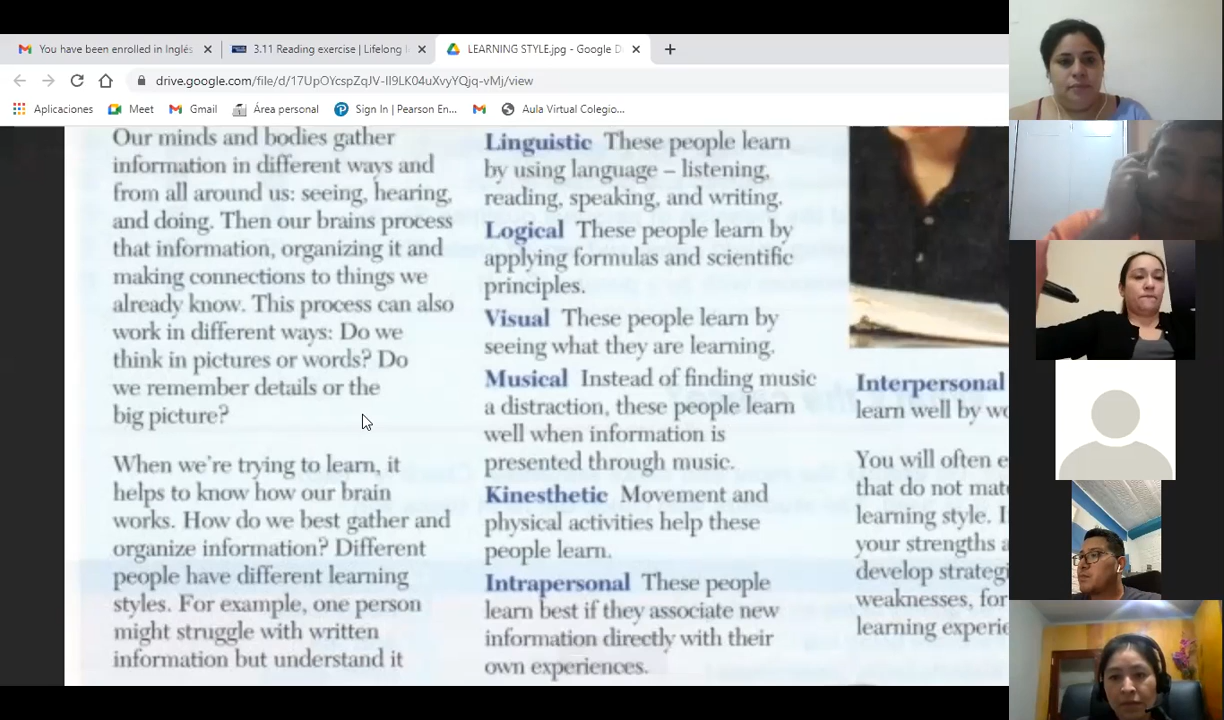 You have been enrolled in Inglés
3.11 Reading exercise | Lifelong
LEARNING STYLE.jpg - Google D
drive.google.com/file/d/17UpOYcspZqJV-Il9LK04uXvyYQjq-vMj/view
Aplicaciones
Meet
Gmail
Área personal
Sign In | Pearson En...
Aula Virtual Colegio...
Our minds and bodies gather
information in different ways and
from all around us: seeing, hearing,
and doing. Then our brains process
that information, organizing it and
making connections to things we
already know. This process can also
work in different ways: Do we
think in pictures or words? Do
we remember details or the
big picture?
When we're trying to learn, it
helps to know how our brain
works. How do we best gather and
organize information? Different
people have different learning
styles. For example, one person
might struggle with written
information but understand it
Linguistic These people learn
by using language – listening,
reading, speaking, and writing.
Logical These people learn by
applying formulas and scientific
principles.
Visual These people learn by
seeing what they are learning.
Musical Instead of finding music
a distraction, these people learn
well when information is
presented through music.
Kinesthetic Movement and
physical activities help these
people learn.
Intrapersonal These people
learn best if they associate new
information directly with their
own experiences.
Interpersonal
learn well by wo
You will often e
that do not mat
learning style. I
your strengths a
develop strategi
weaknesses, for
learning experie